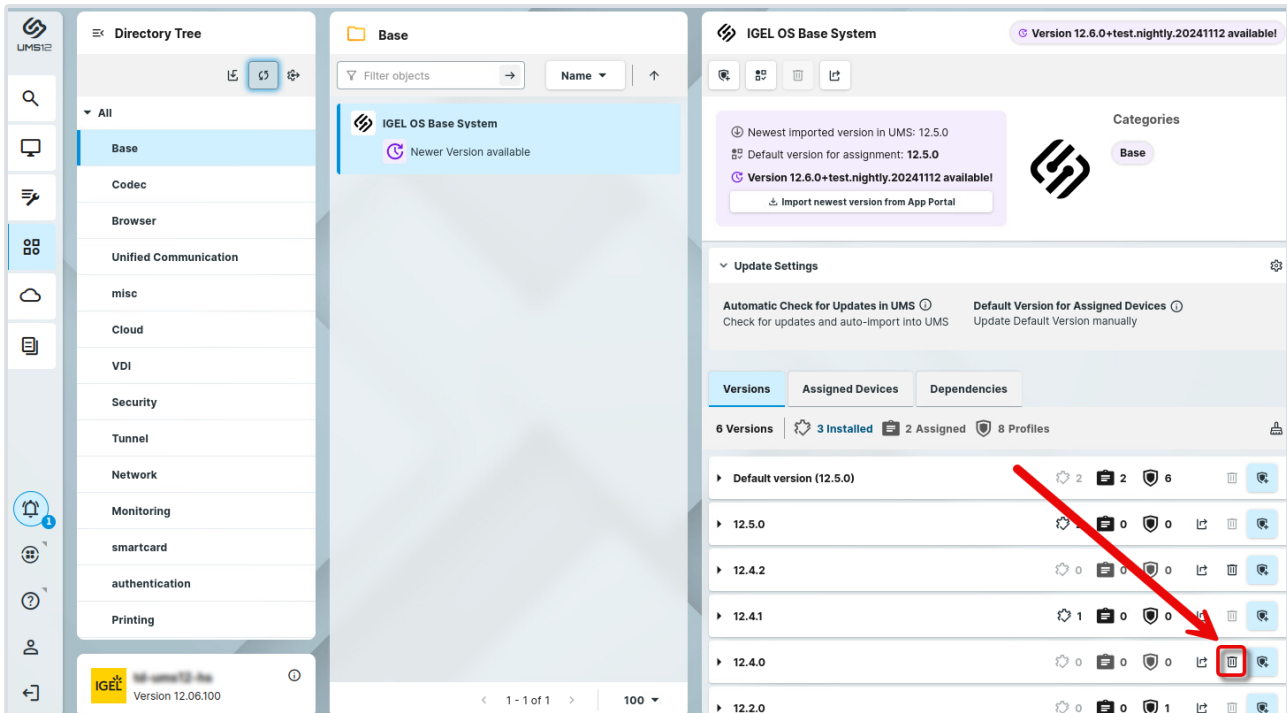 UMS12
Directory Tree
All
Base
Codec
Browser
Unified Communication
misc
Cloud
VDI
Security
Tunnel
Network
Monitoring
smartcard
authentication
Printing
1
IGEL
Version 12.06.100
Base
Filter objects
Name
IGEL OS Base System
Newer Version available
1 - 1 of 1
100
IGEL OS Base System
Version 12.6.0+test.nightly.20241112 available!
Newest imported version in UMS: 12.5.0
Default version for assignment: 12.5.0
Version 12.6.0+test.nightly.20241112 available!
Import newest version from App Portal
Categories
Base
Update Settings
Automatic Check for Updates in UMS
Check for updates and auto-import into UMS
Default Version for Assigned Devices
Update Default Version manually
Versions Assigned Devices Dependencies
6 Versions 3 Installed 2 Assigned 8 Profiles
Default version (12.5.0) 2 2 6
12.5.0 0 0
12.4.2 0 0 0
12.4.1 1 0 0
12.4.0 0 0 0
12.2.0 0 0 1